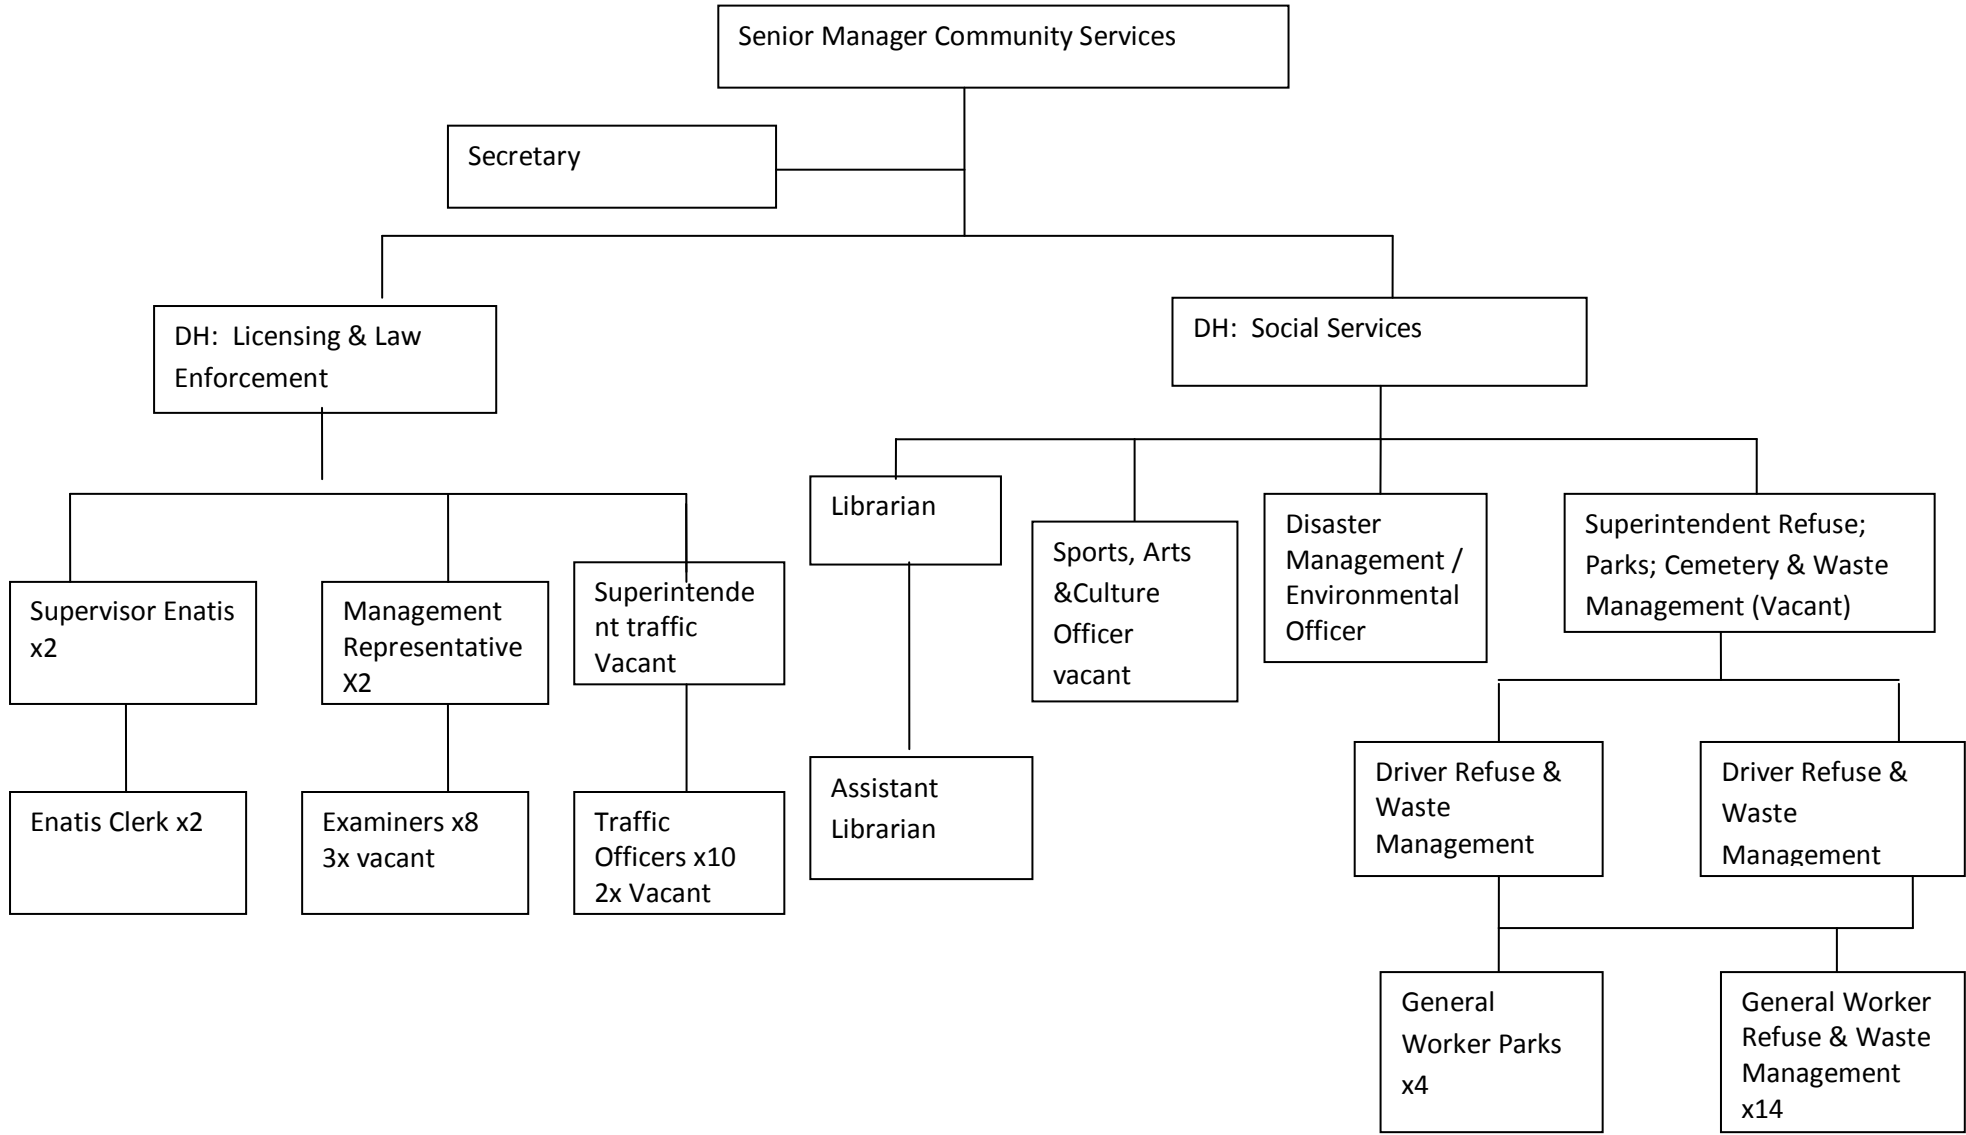 Senior Manager Community Services
Secretary
DH:  Licensing & Law
Enforcement
DH:  Social Services
Librarian
Sports, Arts
&Culture
Officer
vacant
Disaster
Management /
Environmental
Officer
Superintendent Refuse;
Parks; Cemetery & Waste
Management (Vacant)
Supervisor Enatis
x2
Management
Representative
X2
Superintende
nt traffic
Vacant
Enatis Clerk x2
Examiners x8
3x vacant
Traffic
Officers x10
2x Vacant
Assistant
Librarian
Driver Refuse &
Waste
Management
Driver Refuse &
Waste
Management
General
Worker Parks
x4
General Worker
Refuse & Waste
Management
x14